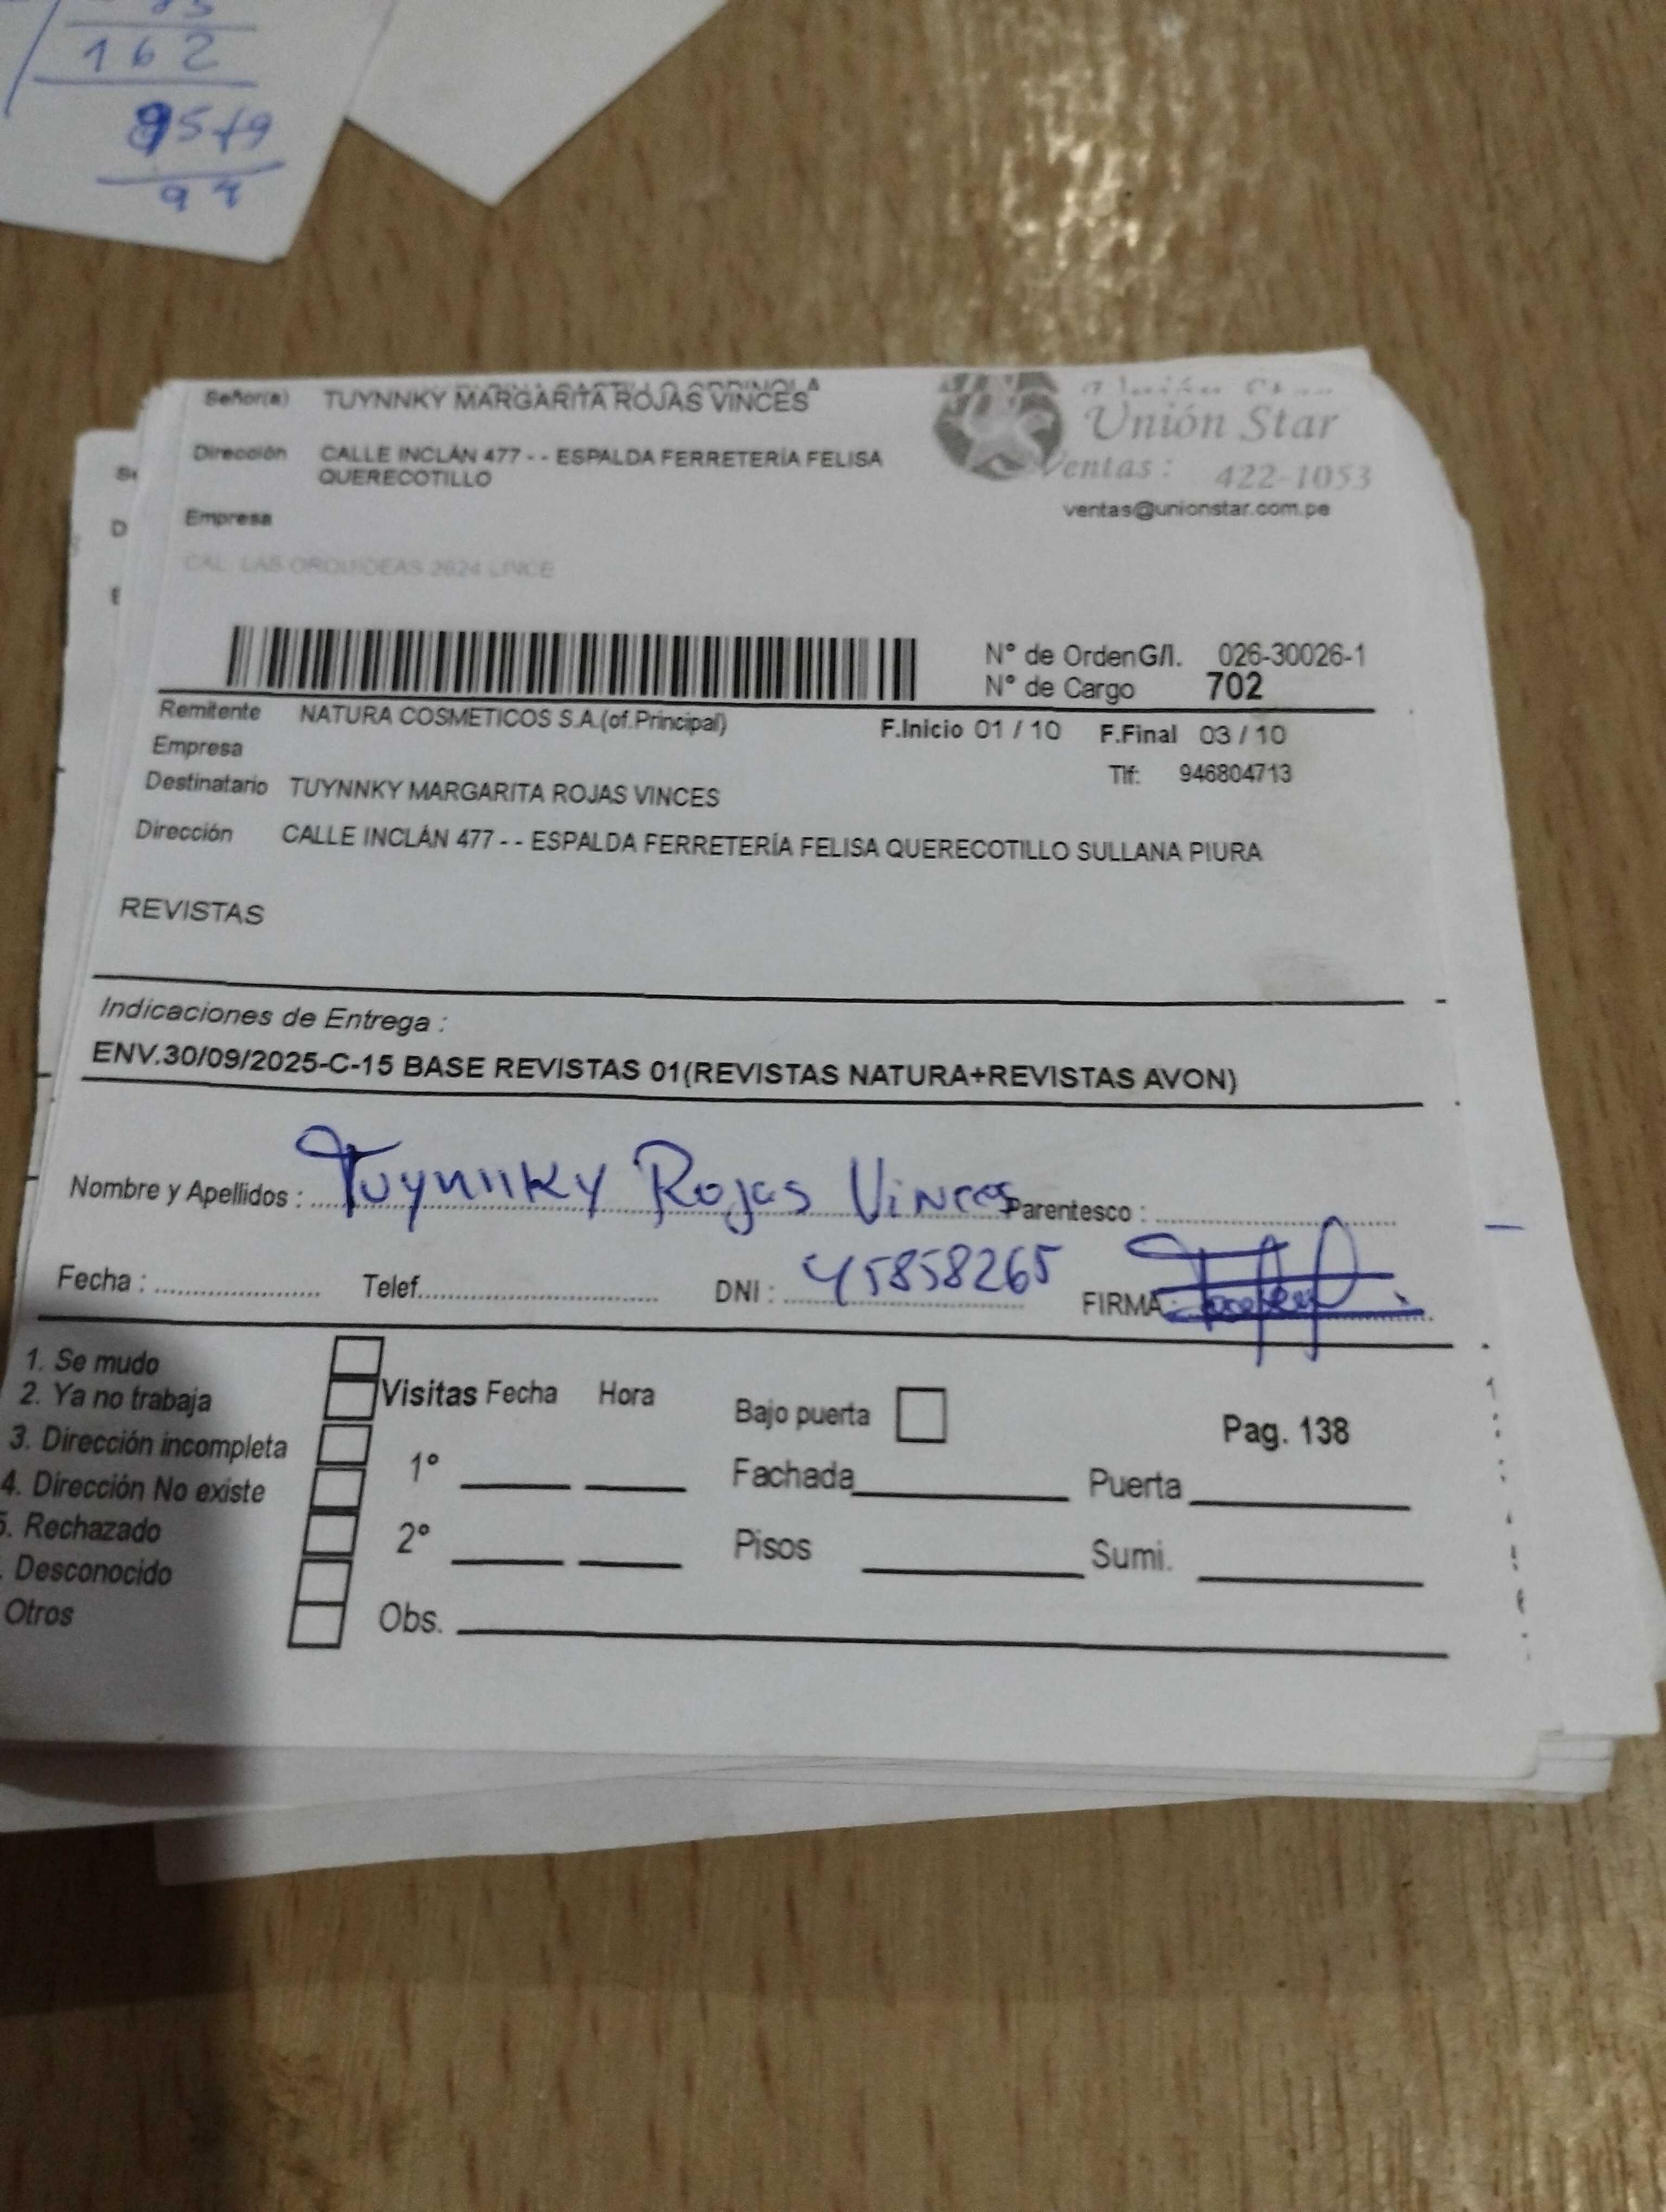 162
94
Señor(a) TUYNNKY MARGARITA ROJAS VINCES
Dirección CALLE INCLÁN 477 - - ESPALDA FERRETERÍA FELISA
QUERECOTILLO
Unión Star
Ventas : 422-1053
ventas@unionstar.com.pe
Empresa
CAL. LAS ORQUIDEAS 2624 LINCE
N° de Orden G/I. 026-30026-1
N° de Cargo 702
Remitente NATURA COSMETICOS S.A.(of.Principal) F.Inicio 01 / 10 F.Final 03 / 10
Empresa
Tlf: 946804713
Destinatario TUYNNKY MARGARITA ROJAS VINCES
Dirección CALLE INCLÁN 477 - - ESPALDA FERRETERÍA FELISA QUERECOTILLO SULLANA PIURA
REVISTAS
Indicaciones de Entrega :
ENV.30/09/2025-C-15 BASE REVISTAS 01(REVISTAS NATURA+REVISTAS AVON)
Nombre y Apellidos : Tuynnky Rojas Vinces Parentesco :
Fecha : Telef. DNI : 45858265 FIRMA:
1. Se mudo
2. Ya no trabaja
3. Dirección incompleta
4. Dirección No existe
5. Rechazado
. Desconocido
Otros
Visitas Fecha Hora
1°
2°
Obs.
Bajo puerta
Pag. 138
Fachada Puerta
Pisos Sumi.